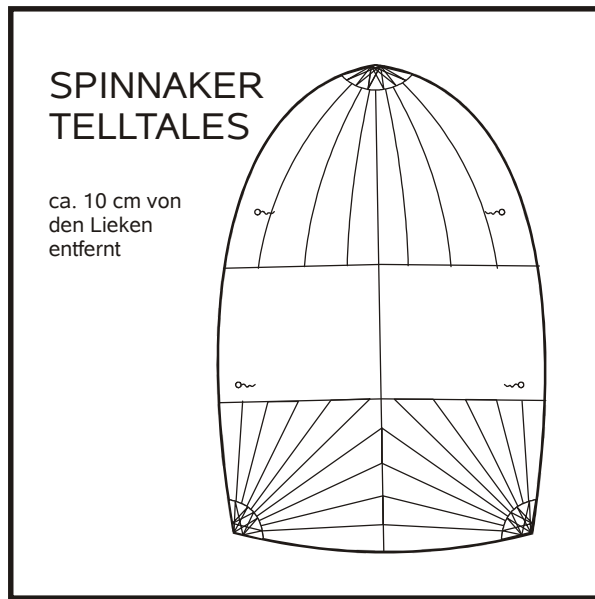 SPINNAKER
TELLTALES
ca. 10 cm von
den Lieken
entfernt